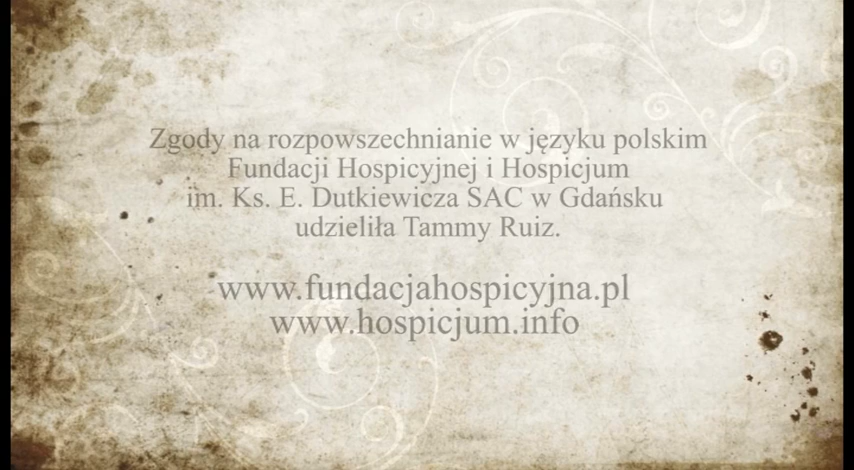 Zgody na rozpowszechnianie w języku polskim
Fundacji Hospicyjnej i Hospicjum
im. Ks. E. Dutkiewicza SAC w Gdańsku
udzieliła Tammy Ruiz.
www.fundacjahospicyjna.pl
www.hospicjum.info